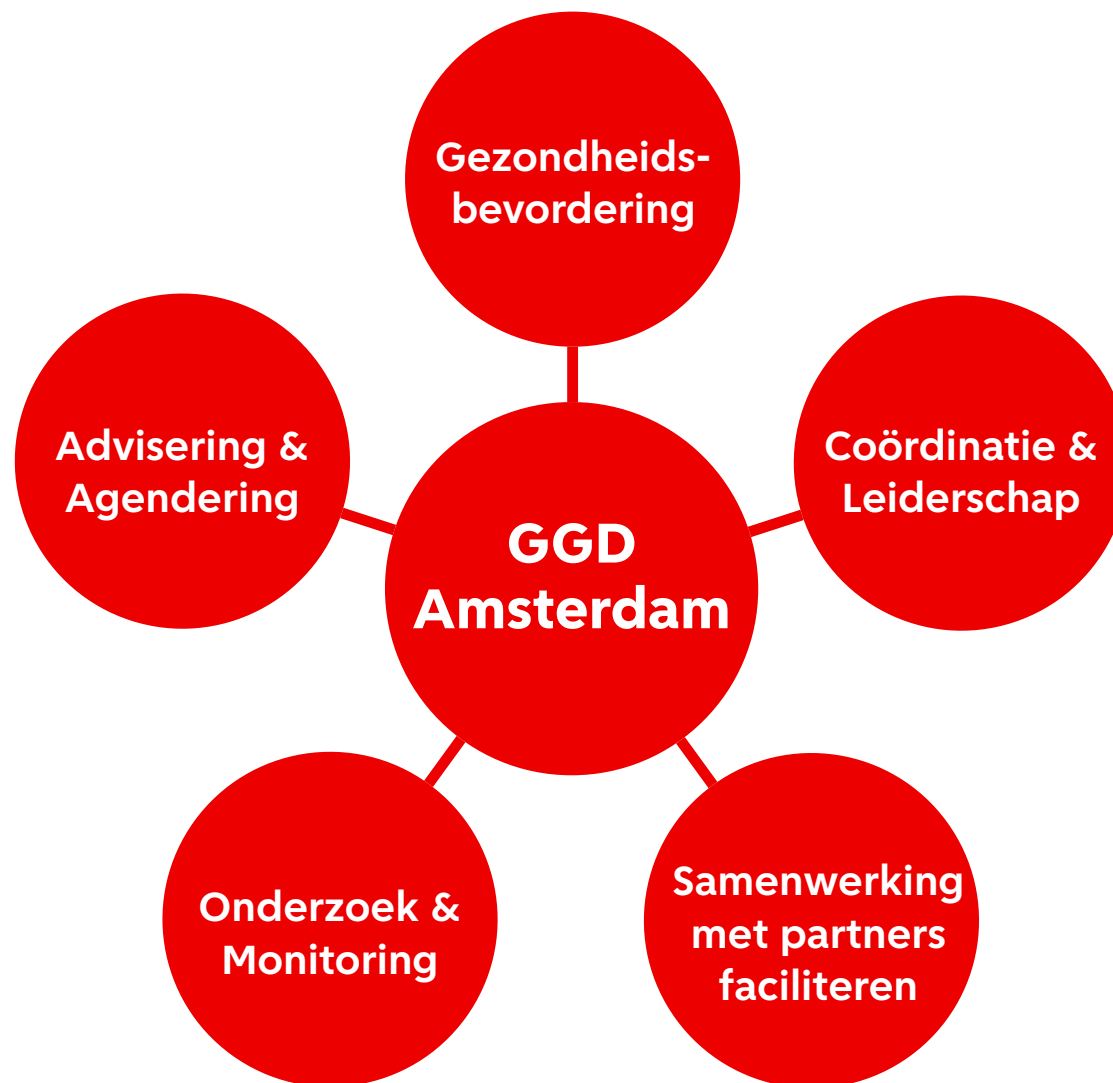 Gezondheids-
bevordering
Advisering &
Agendering
Coördinatie &
Leiderschap
GGD
Amsterdam
Onderzoek &
Monitoring
Samenwerking
met partners
faciliteren